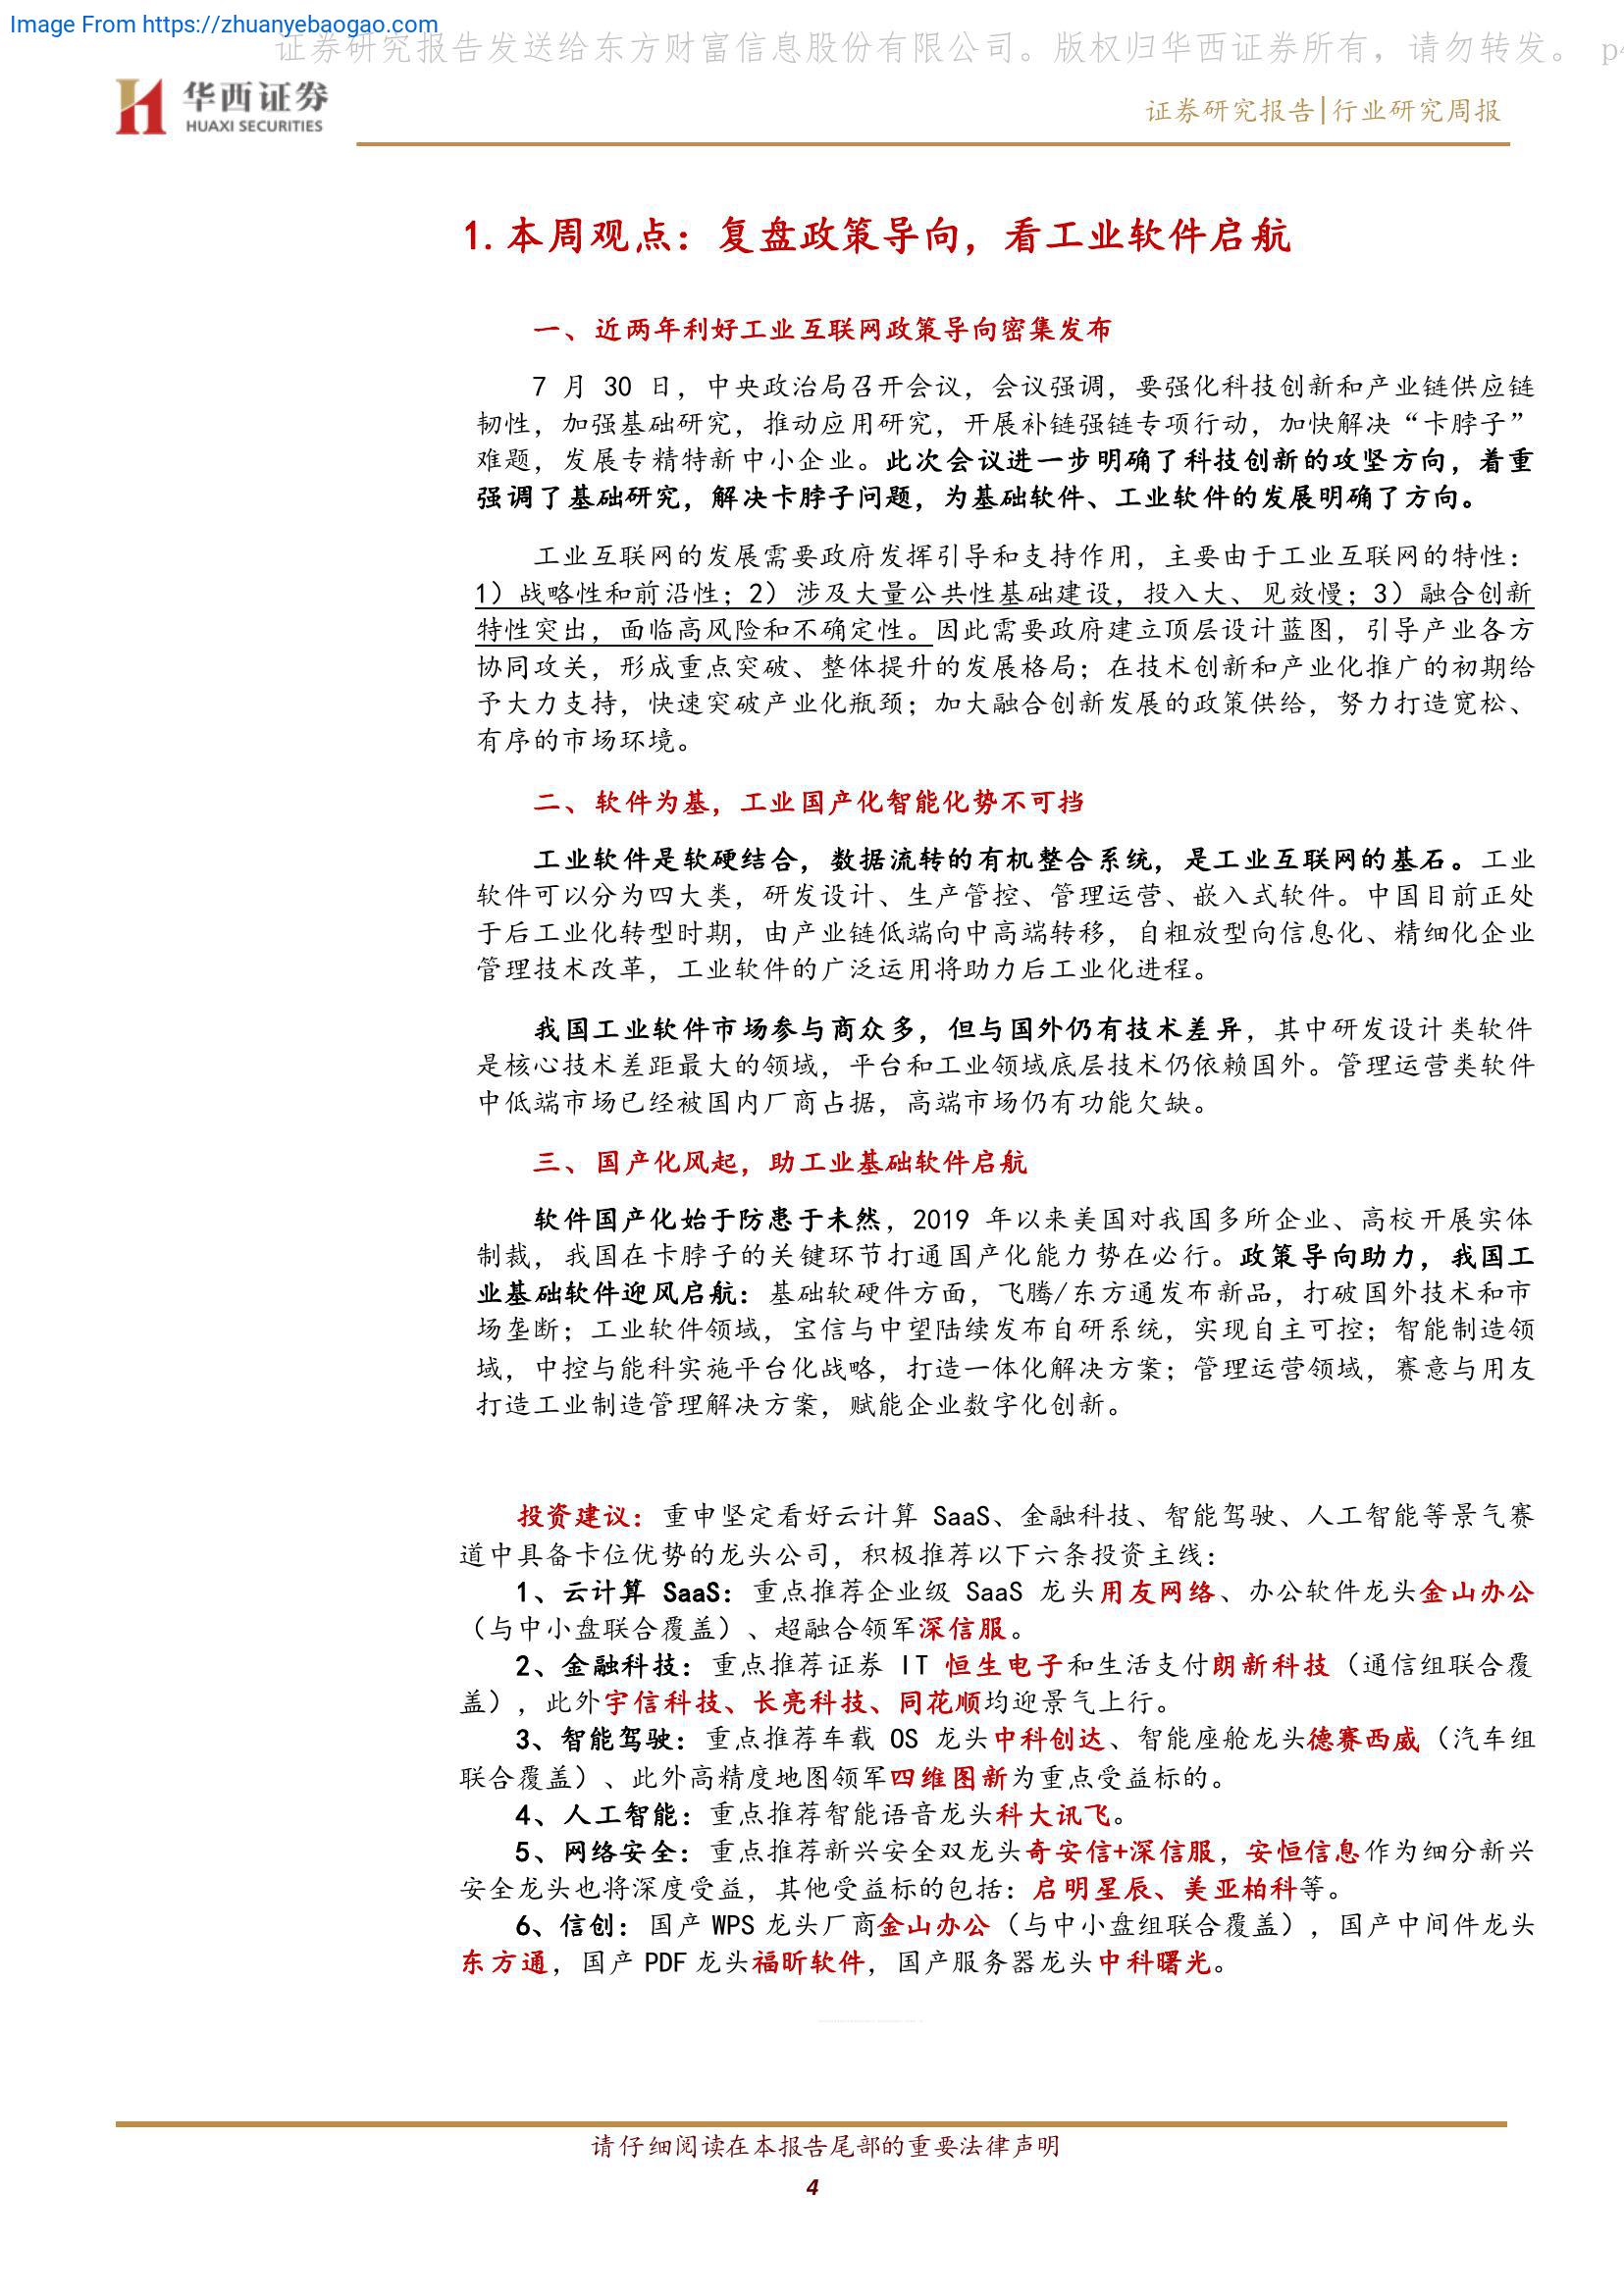 Image From https://zhuanyebaogao.com
证券研究报告发送给东方财富信息股份有限公司。版权归华西证券所有，请勿转发。 p4
华西证券
HUAXI SECURITIES
证券研究报告|行业研究周报
1.本周观点：复盘政策导向，看工业软件启航
一、近两年利好工业互联网政策导向密集发布
7 月 30 日，中央政治局召开会议，会议强调，要强化科技创新和产业链供应链
韧性，加强基础研究，推动应用研究，开展补链强链专项行动，加快解决“卡脖子”
难题，发展专精特新中小企业。此次会议进一步明确了科技创新的攻坚方向，着重
强调了基础研究，解决卡脖子问题，为基础软件、工业软件的发展明确了方向。
工业互联网的发展需要政府发挥引导和支持作用，主要由于工业互联网的特性：
1）战略性和前沿性；2）涉及大量公共性基础建设，投入大、见效慢；3）融合创新
特性突出，面临高风险和不确定性。因此需要政府建立顶层设计蓝图，引导产业各方
协同攻关，形成重点突破、整体提升的发展格局；在技术创新和产业化推广的初期给
予大力支持，快速突破产业化瓶颈；加大融合创新发展的政策供给，努力打造宽松、
有序的市场环境。
二、软件为基，工业国产化智能化势不可挡
工业软件是软硬结合，数据流转的有机整合系统，是工业互联网的基石。工业
软件可以分为四大类，研发设计、生产管控、管理运营、嵌入式软件。中国目前正处
于后工业化转型时期，由产业链低端向中高端转移，自粗放型向信息化、精细化企业
管理技术改革，工业软件的广泛运用将助力后工业化进程。
我国工业软件市场参与商众多，但与国外仍有技术差异，其中研发设计类软件
是核心技术差距最大的领域，平台和工业领域底层技术仍依赖国外。管理运营类软件
中低端市场已经被国内厂商占据，高端市场仍有功能欠缺。
三、国产化风起，助工业基础软件启航
软件国产化始于防患于未然，2019 年以来美国对我国多所企业、高校开展实体
制裁，我国在卡脖子的关键环节打通国产化能力势在必行。政策导向助力，我国工
业基础软件迎风启航：基础软硬件方面，飞腾/东方通发布新品，打破国外技术和市
场垄断；工业软件领域，宝信与中望陆续发布自研系统，实现自主可控；智能制造领
域，中控与能科实施平台化战略，打造一体化解决方案；管理运营领域，赛意与用友
打造工业制造管理解决方案，赋能企业数字化创新。
投资建议：重申坚定看好云计算 SaaS、金融科技、智能驾驶、人工智能等景气赛
道中具备卡位优势的龙头公司，积极推荐以下六条投资主线：
1、云计算 SaaS：重点推荐企业级 SaaS 龙头用友网络、办公软件龙头金山办公
（与中小盘联合覆盖）、超融合领军深信服。
2、金融科技：重点推荐证券 IT 恒生电子和生活支付朗新科技（通信组联合覆
盖），此外宇信科技、长亮科技、同花顺均迎景气上行。
3、智能驾驶：重点推荐车载 OS 龙头中科创达、智能座舱龙头德赛西威（汽车组
联合覆盖）、此外高精度地图领军四维图新为重点受益标的。
4、人工智能：重点推荐智能语音龙头科大讯飞。
5、网络安全：重点推荐新兴安全双龙头奇安信+深信服，安恒信息作为细分新兴
安全龙头也将深度受益，其他受益标的包括：启明星辰、美亚柏科等。
6、信创：国产 WPS 龙头厂商金山办公（与中小盘组联合覆盖），国产中间件龙头
东方通，国产 PDF 龙头福昕软件，国产服务器龙头中科曙光。
请仔细阅读在本报告尾部的重要法律声明
4